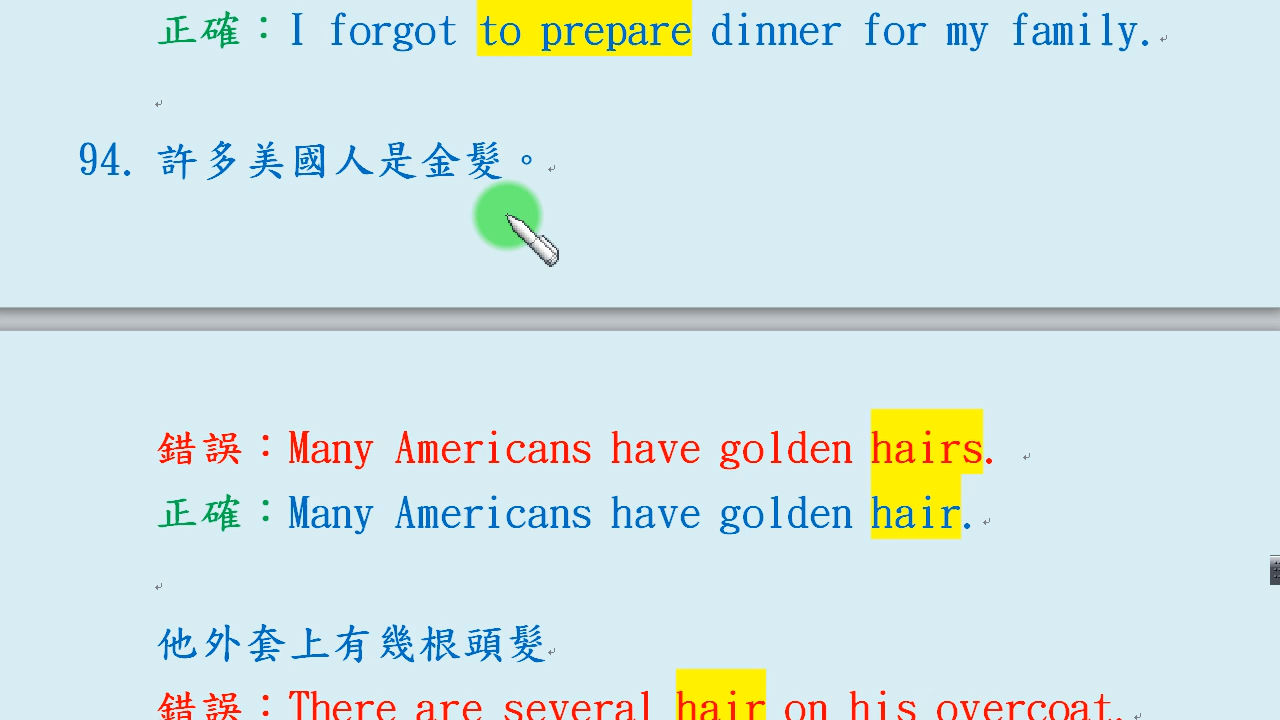 正確：I forgot to prepare dinner for my family.
94. 許多美國人是金髮。
錯誤：Many Americans have golden hairs.
正確：Many Americans have golden hair.
他外套上有幾根頭髮
錯誤：There are several hair on his overcoat.